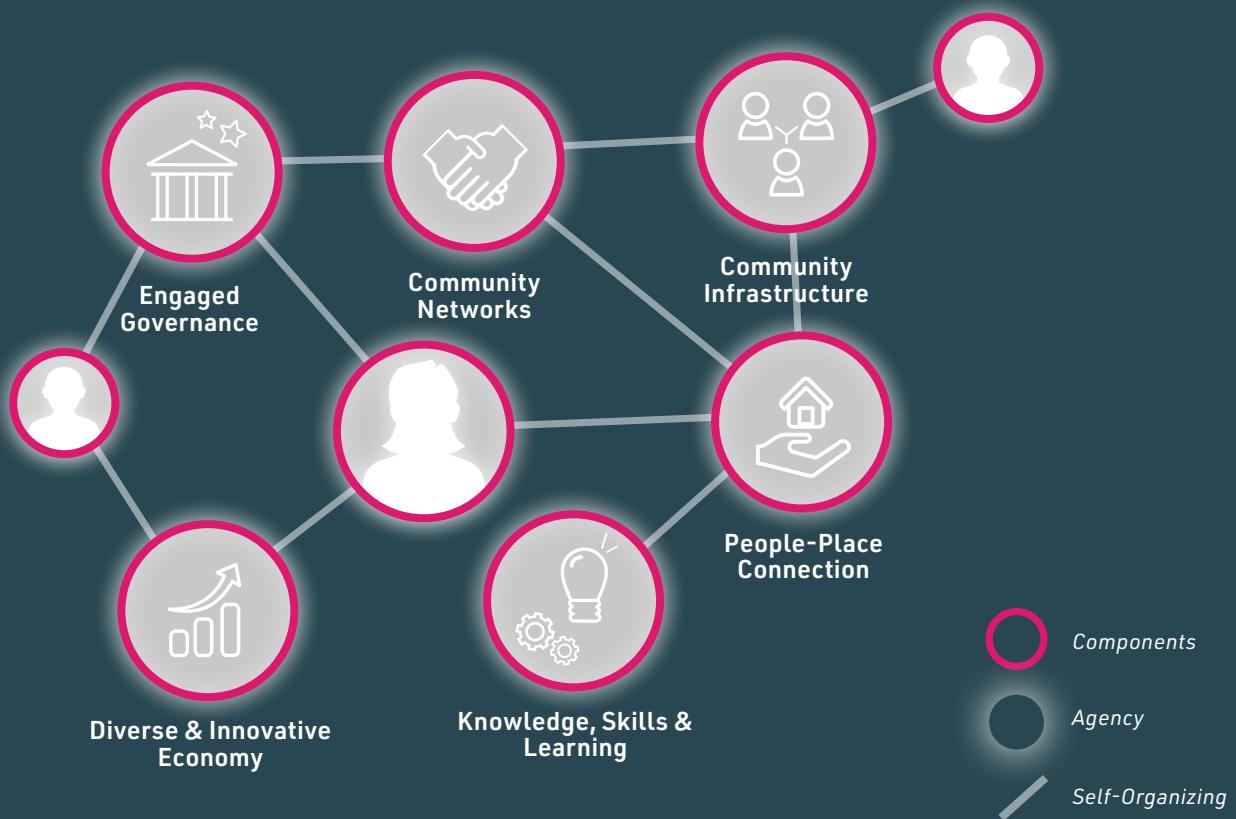 Engaged
Governance
Community
Networks
Community
Infrastructure
People-Place
Connection
Diverse & Innovative
Economy
Knowledge, Skills &
Learning
Components
Agency
Self-Organizing